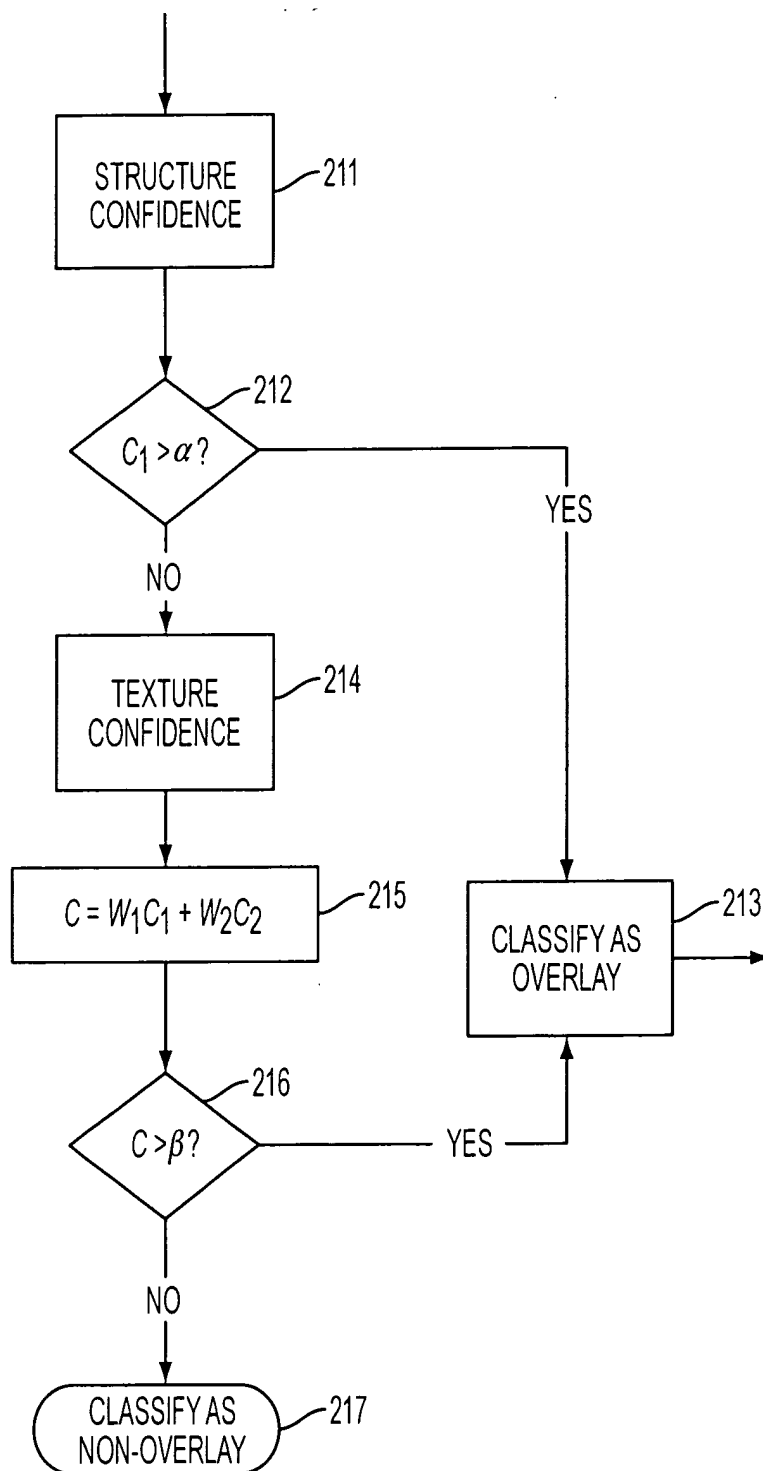 STRUCTURE
CONFIDENCE
211
212
C1 > α?
YES
NO
TEXTURE
CONFIDENCE
214
C = W1C1 + W2C2
215
213
CLASSIFY AS
OVERLAY
216
C > β?
YES
NO
CLASSIFY AS
NON-OVERLAY
217